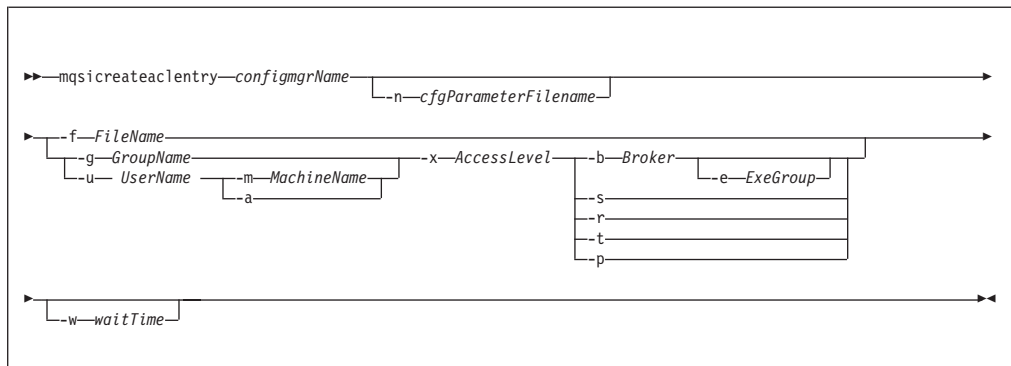 mqsicreateaclentry configmgrName
-n cfgParameterFilename
-f FileName
-g GroupName -x AccessLevel -b Broker
-u UserName -m MachineName -e ExeGroup
-a -s
-r
-t
-p
-w waitTime